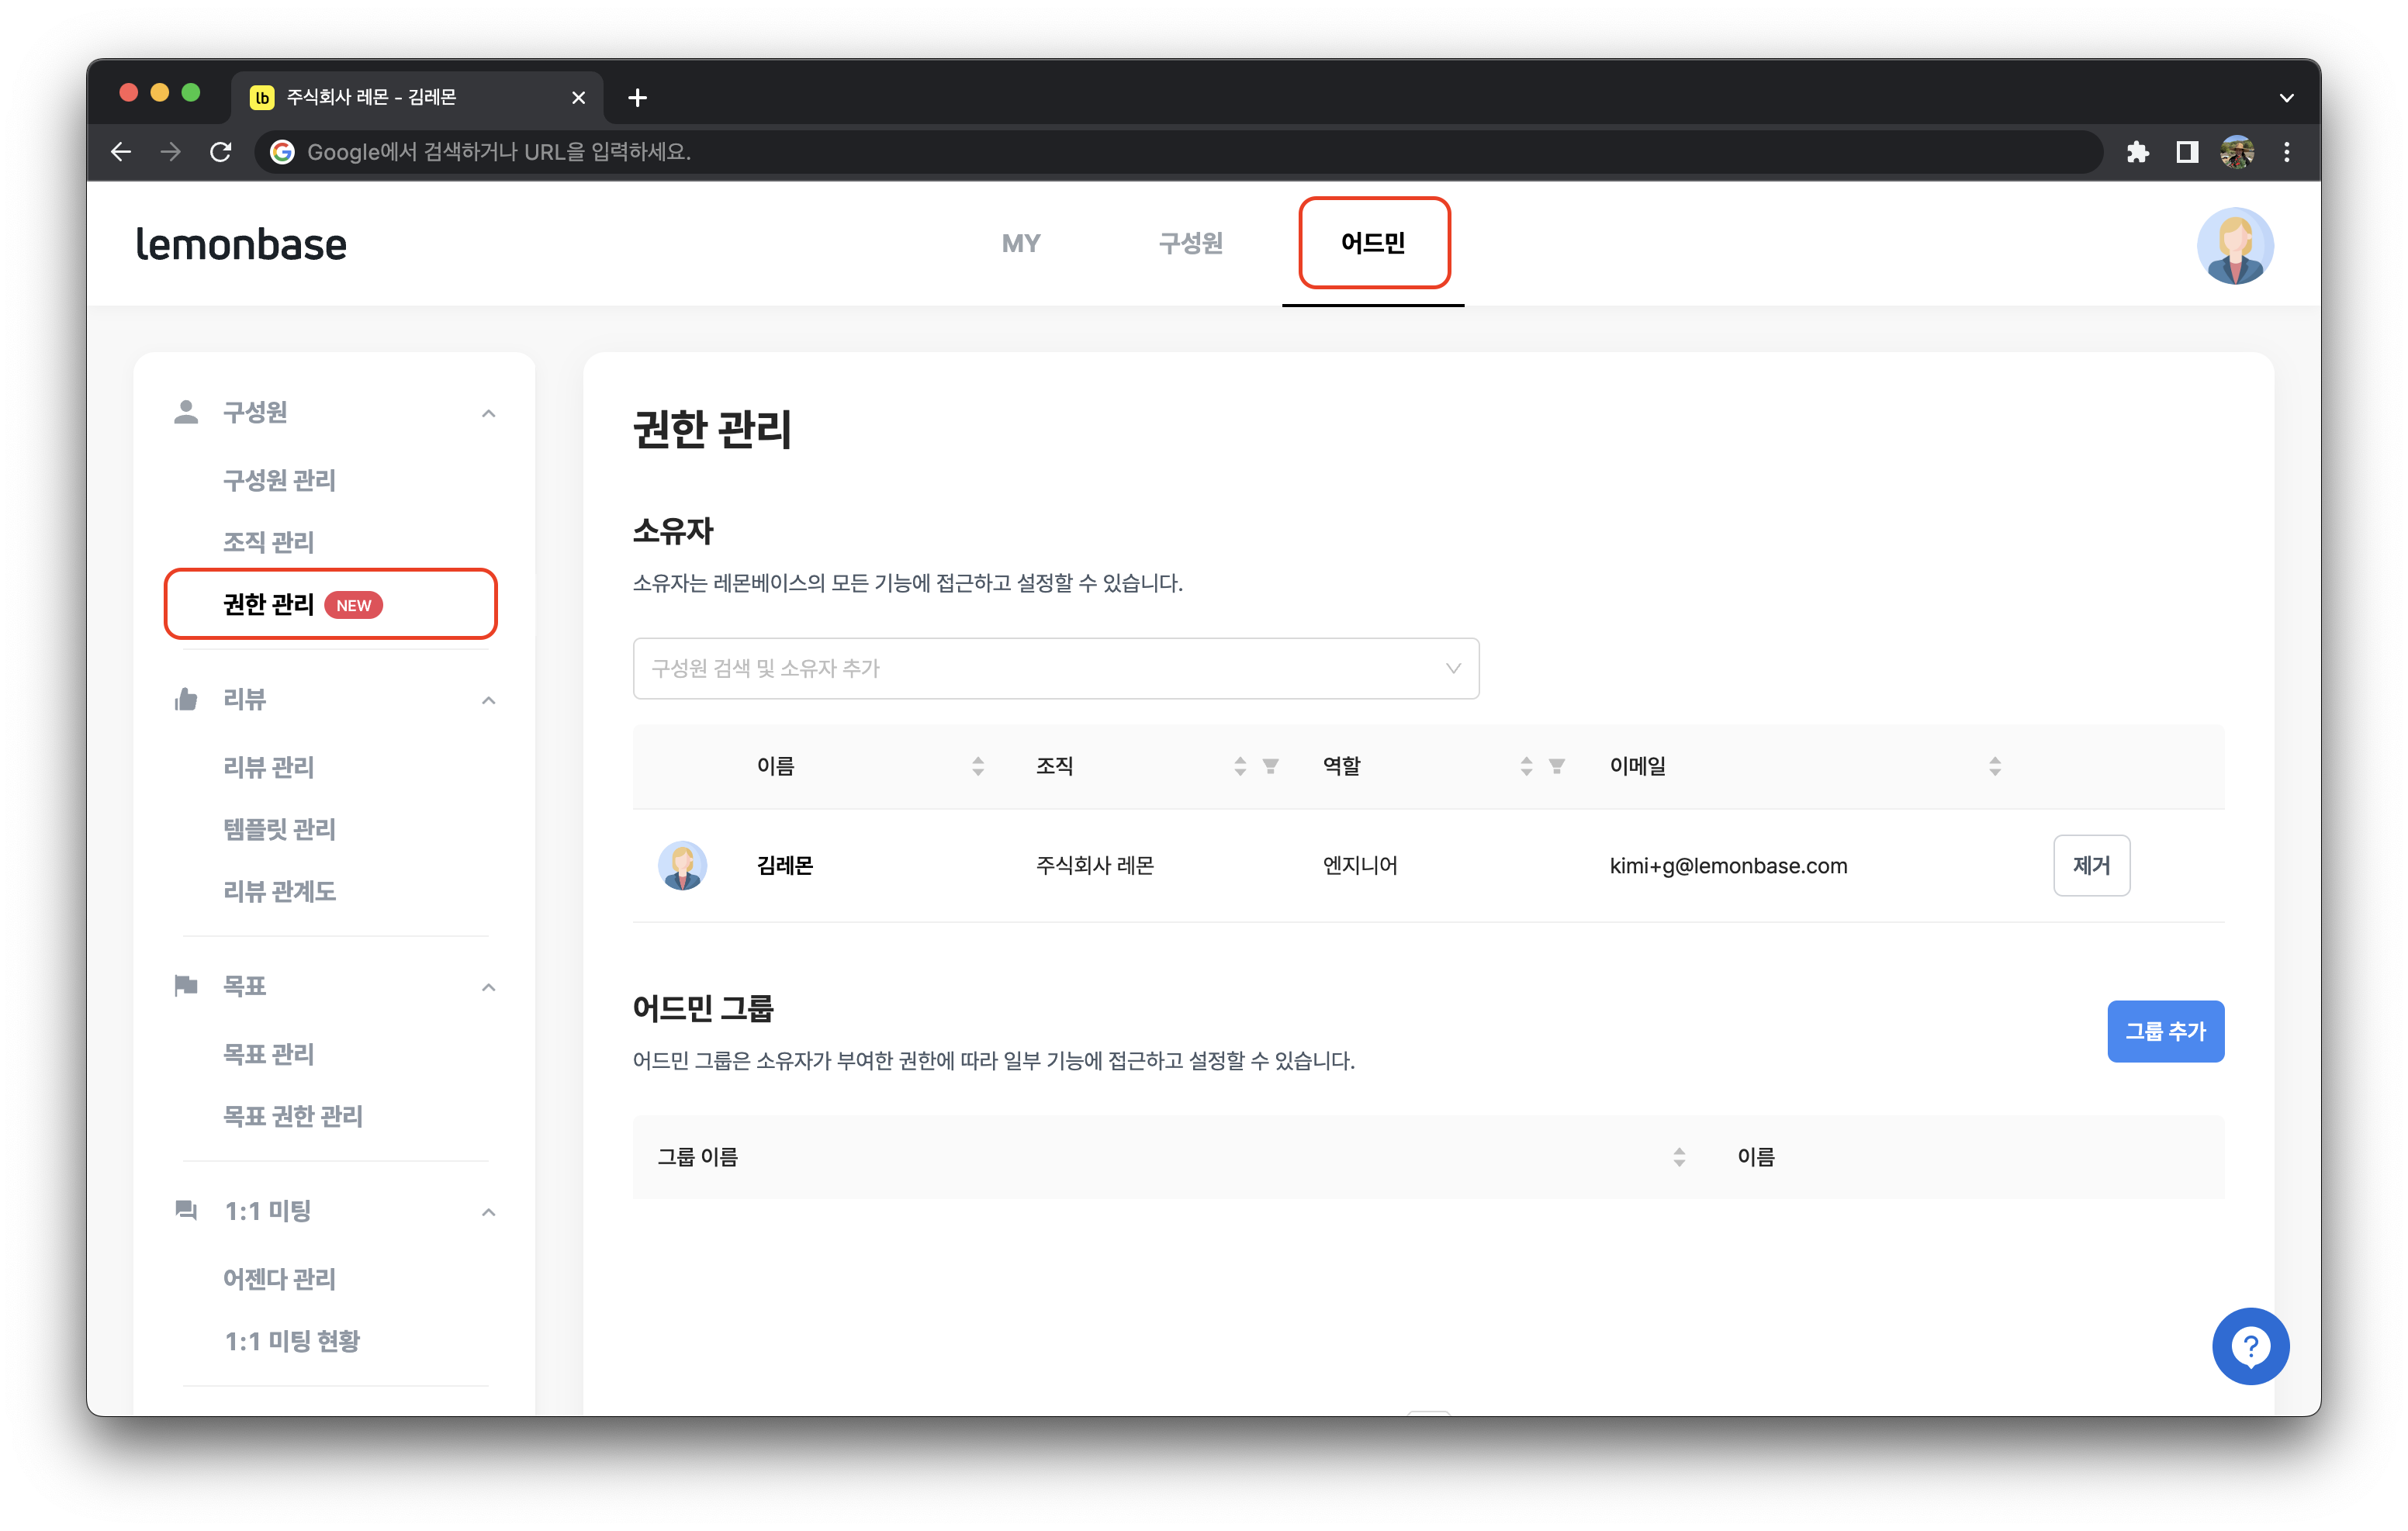 lb 주식회사 레몬 - 김레몬
Google에서 검색하거나 URL을 입력하세요.
lemonbase
MY 구성원 어드민
구성원
구성원 관리
조직 관리
권한 관리 NEW
리뷰
리뷰 관리
템플릿 관리
리뷰 관계도
목표
목표 관리
목표 권한 관리
1:1 미팅
어젠다 관리
1:1 미팅 현황
권한 관리
소유자
소유자는 레몬베이스의 모든 기능에 접근하고 설정할 수 있습니다.
구성원 검색 및 소유자 추가
이름 조직 역할 이메일
김레몬 주식회사 레몬 엔지니어 kimi+g@lemonbase.com 제거
어드민 그룹
그룹 추가
어드민 그룹은 소유자가 부여한 권한에 따라 일부 기능에 접근하고 설정할 수 있습니다.
그룹 이름 이름
?